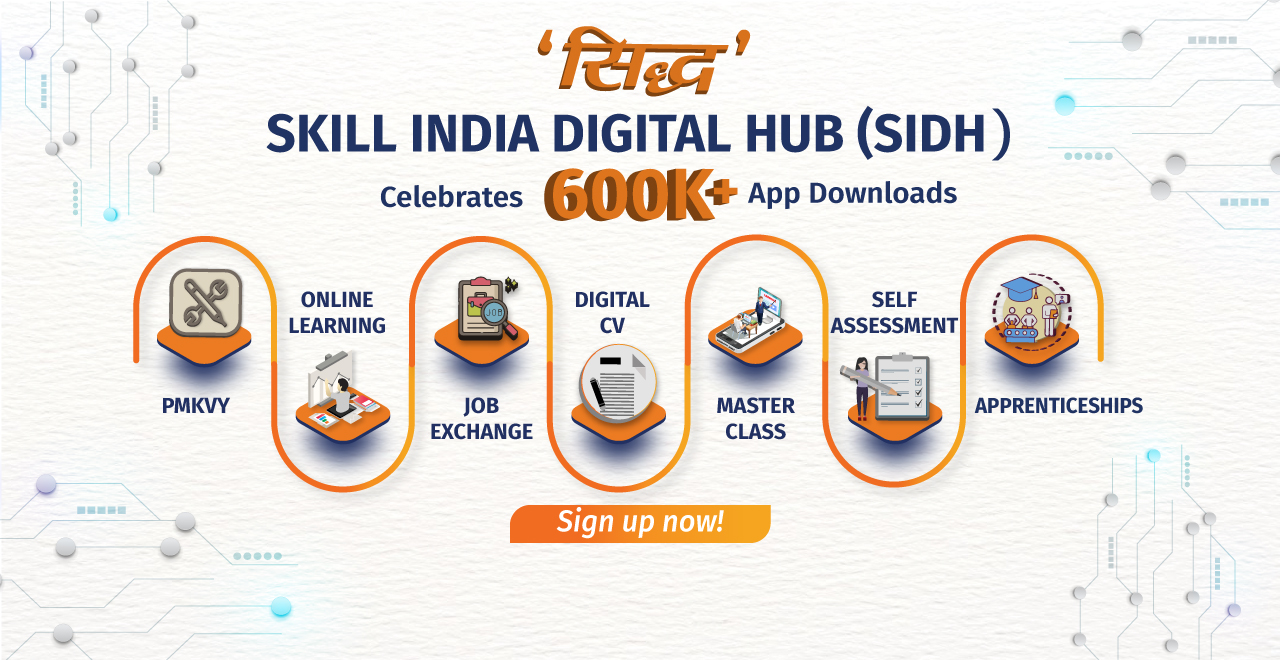 'सिद्ध'
SKILL INDIA DIGITAL HUB (SIDH)
Celebrates 600K+ App Downloads
PMKVY
ONLINE
LEARNING
JOB
EXCHANGE
JOB
DIGITAL
CV
MASTER
CLASS
SELF
ASSESSMENT
APPRENTICESHIPS
Sign up now!